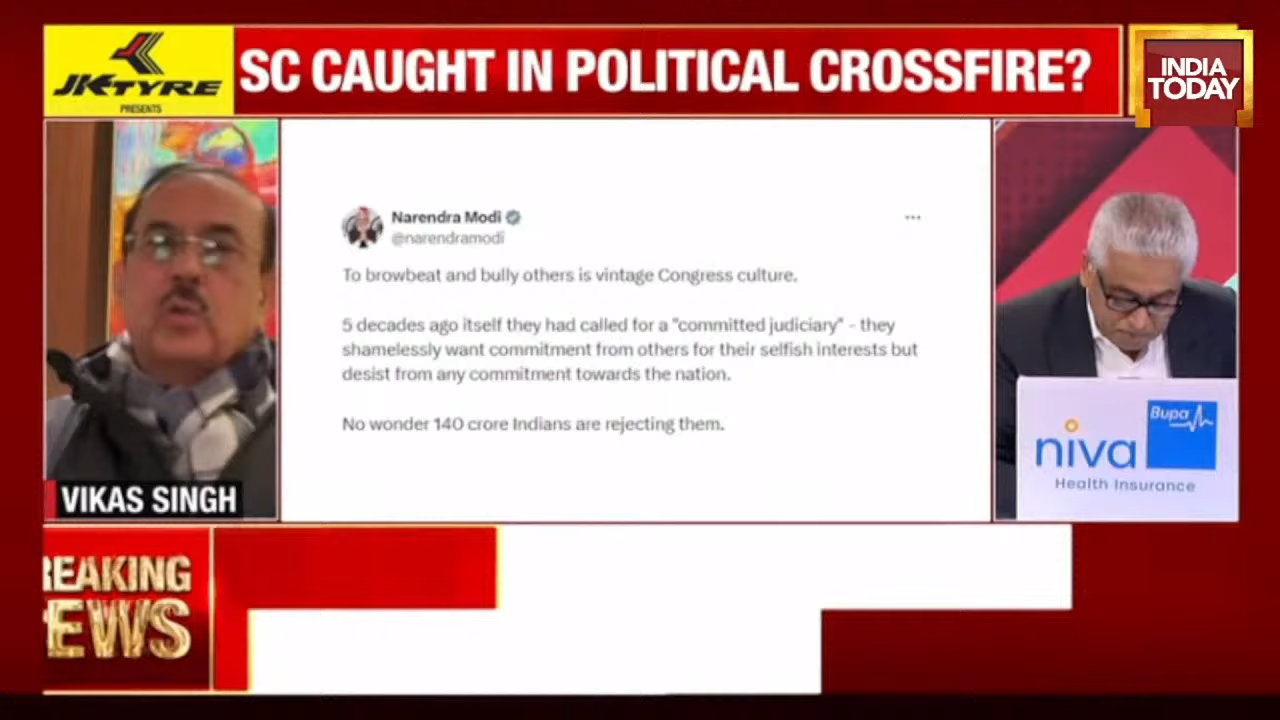 JK TYRE
PRESENTS
SC CAUGHT IN POLITICAL CROSSFIRE?
INDIA
TODAY
Narendra Modi
@narendramodi
To browbeat and bully others is vintage Congress culture.
5 decades ago itself they had called for a "committed judiciary" - they
shamelessly want commitment from others for their selfish interests but
desist from any commitment towards the nation.
No wonder 140 crore Indians are rejecting them.
VIKAS SINGH
niva
Bupa
Health Insurance
REAKING
NEWS